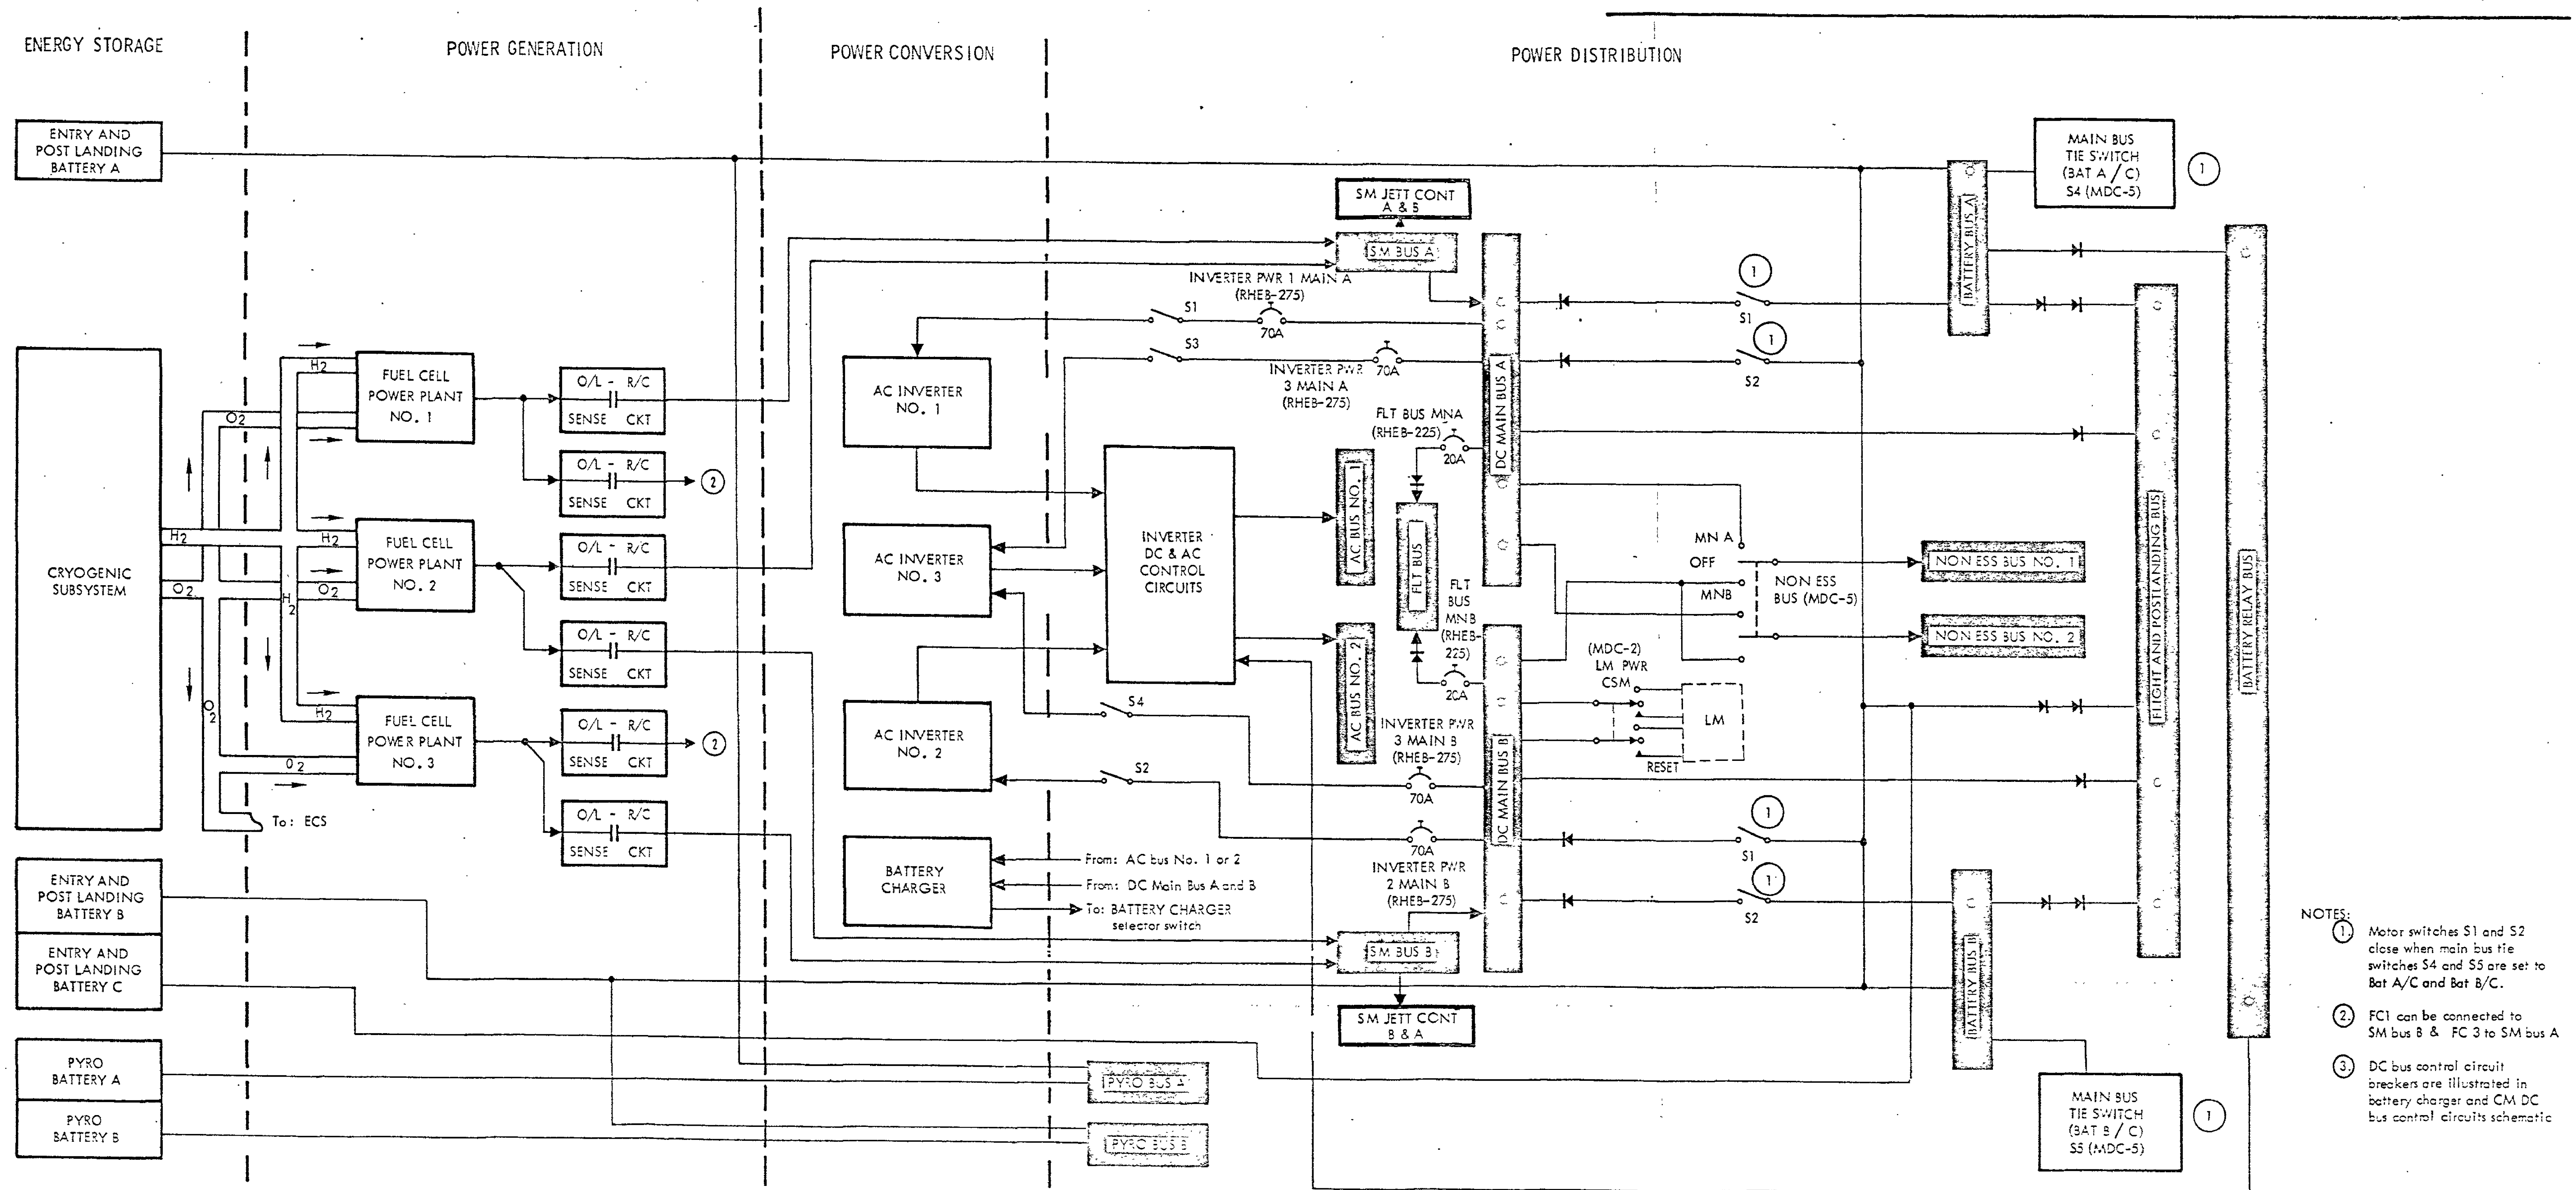 ENERGY STORAGE
POWER GENERATION
POWER CONVERSION
POWER DISTRIBUTION
ENTRY AND
POST LANDING
BATTERY A
CRYOGENIC
SUBSYSTEM
ENTRY AND
POST LANDING
BATTERY B
ENTRY AND
POST LANDING
BATTERY C
PYRO
BATTERY A
PYRO
BATTERY B
H2
O2
H2
O2
H2
O2
H2
O2
H2
O2
To: ECS
FUEL CELL
POWER PLANT
NO. 1
FUEL CELL
POWER PLANT
NO. 2
FUEL CELL
POWER PLANT
NO. 3
O/L - R/C
SENSE CKT
O/L - R/C
SENSE CKT
2
O/L - R/C
SENSE CKT
O/L - R/C
SENSE CKT
O/L - R/C
SENSE CKT
2
O/L - R/C
SENSE CKT
AC INVERTER
NO. 1
AC INVERTER
NO. 3
AC INVERTER
NO. 2
BATTERY
CHARGER
From: AC bus No. 1 or 2
From: DC Main Bus A and B
To: BATTERY CHARGER
selector switch
PYRO BUS A
PYRO BUS B
INVERTER
DC & AC
CONTROL
CIRCUITS
SM JETT CONT
A & B
SM BUS A
INVERTER PWR 1 MAIN A
(RHEB-275)
S1
70A
S3
70A
INVERTER PWR
3 MAIN A
(RHEB-275)
FLT BUS MNA
(RHEB-225)
20A
AC BUS NO. 1
FLT BUS
DC MAIN BUS A
FLT
BUS
MNB
(RHEB-
225)
20A
AC BUS NO. 2
S4
INVERTER PWR
3 MAIN B
(RHEB-275)
70A
S2
70A
INVERTER PWR
2 MAIN B
(RHEB-275)
DC MAIN BUS B
SM BUS B
SM JETT CONT
B & A
1
S1
1
S2
MN A
OFF
MNB
NON ESS
BUS (MDC-5)
NON ESS BUS NO. 1
NON ESS BUS NO. 2
(MDC-2)
LM PWR
CSM
LM
RESET
1
S1
1
S2
BATTERY BUS A
MAIN BUS
TIE SWITCH
(BAT A / C)
S4 (MDC-5)
1
FLIGHT AND POSTLANDING BUS
BATTERY RELAY BUS
BATTERY BUS B
MAIN BUS
TIE SWITCH
(BAT B / C)
S5 (MDC-5)
1
NOTES:
1. Motor switches S1 and S2
close when main bus tie
switches S4 and S5 are set to
Bat A/C and Bat B/C.
2. FC1 can be connected to
SM bus B & FC 3 to SM bus A
3. DC bus control circuit
breakers are illustrated in
battery charger and CM DC
bus control circuits schematic